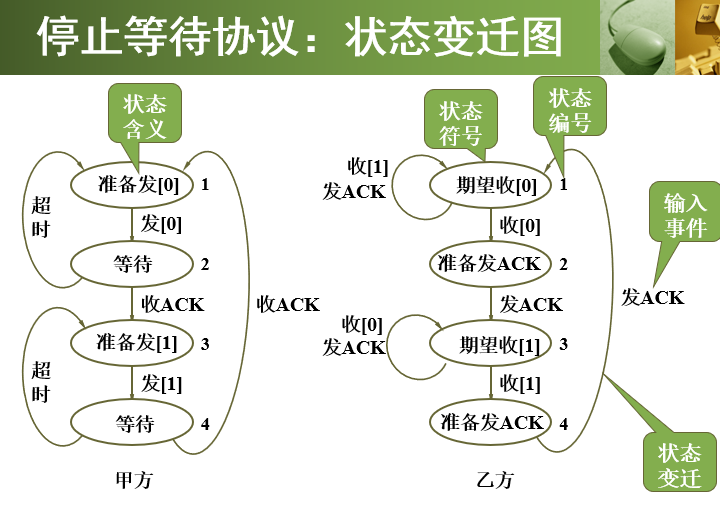 停止等待协议：状态变迁图
状态
含义
准备发[0]
1
超
时
发[0]
等待
2
收ACK
收ACK
准备发[1]
3
超
时
发[1]
等待
4
甲方
状态
符号
状态
编号
收[1]
发ACK
期望收[0]
1
输入
事件
收[0]
准备发ACK
2
发ACK
发ACK
收[0]
发ACK
期望收[1]
3
收[1]
准备发ACK
4
状态
变迁
乙方